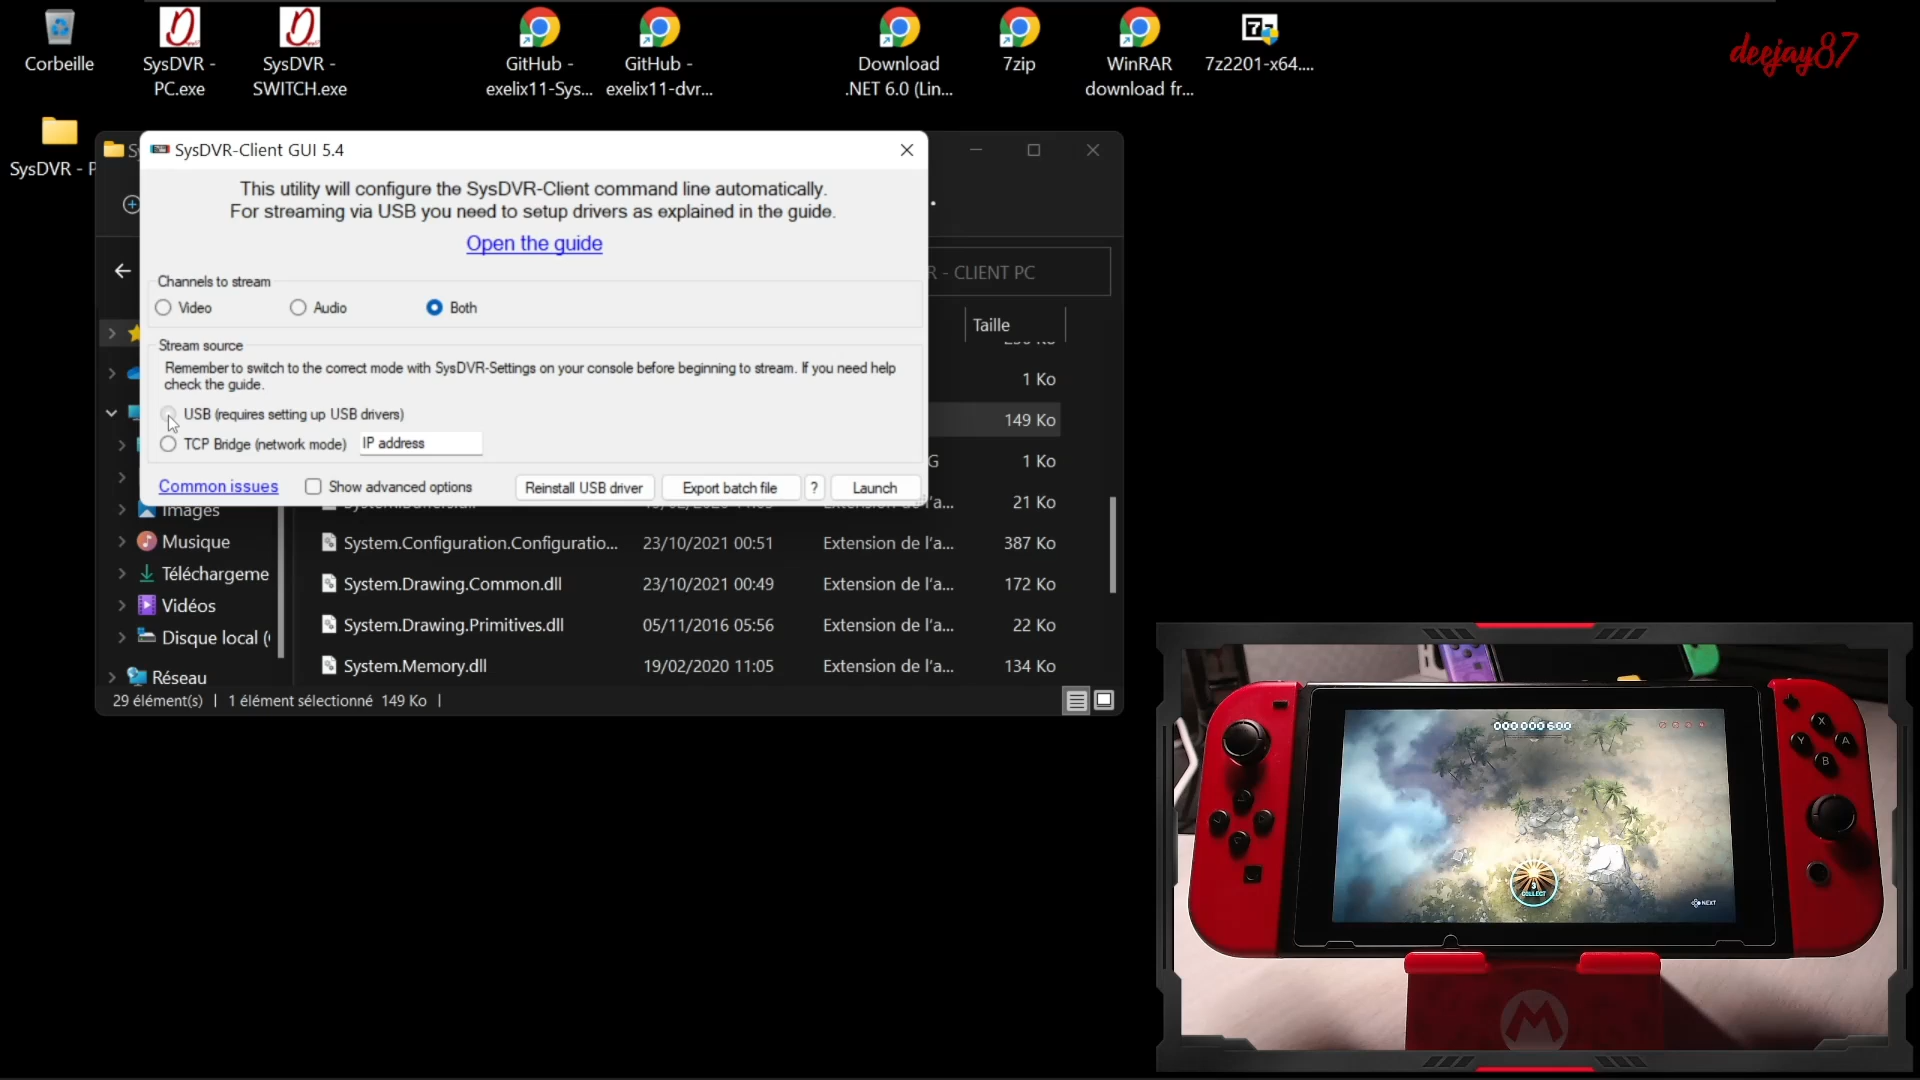 Corbeille
SysDVR -
PC.exe
SysDVR -
SWITCH.exe
GitHub -
exelix11-Sys...
GitHub -
exelix11-dvr...
Download
.NET 6.0 (Lin...
7zip
WinRAR
download fr...
7z2201-x64....
deejay87
SysDVR - P
SysDVR-Client GUI 5.4
This utility will configure the SysDVR-Client command line automatically.
For streaming via USB you need to setup drivers as explained in the guide.
Open the guide
R - CLIENT PC
Channels to stream
Video
Audio
Both
Taille
Stream source
Remember to switch to the correct mode with SysDVR-Settings on your console before beginning to stream. If you need help
check the guide.
1 Ko
USB (requires setting up USB drivers)
149 Ko
TCP Bridge (network mode)
IP address
G
1 Ko
Common issues
Show advanced options
Reinstall USB driver
Export batch file
?
Launch
21 Ko
Images
Musique
System.Configuration.Configuratio...
23/10/2021 00:51
Extension de l'a...
387 Ko
Téléchargeme
System.Drawing.Common.dll
23/10/2021 00:49
Extension de l'a...
172 Ko
Vidéos
System.Drawing.Primitives.dll
05/11/2016 05:56
Extension de l'a...
22 Ko
Disque local (
System.Memory.dll
19/02/2020 11:05
Extension de l'a...
134 Ko
Réseau
29 élément(s)
1 élément sélectionné 149 Ko
X
Y
A
B
3
COLLECT
NEXT
M